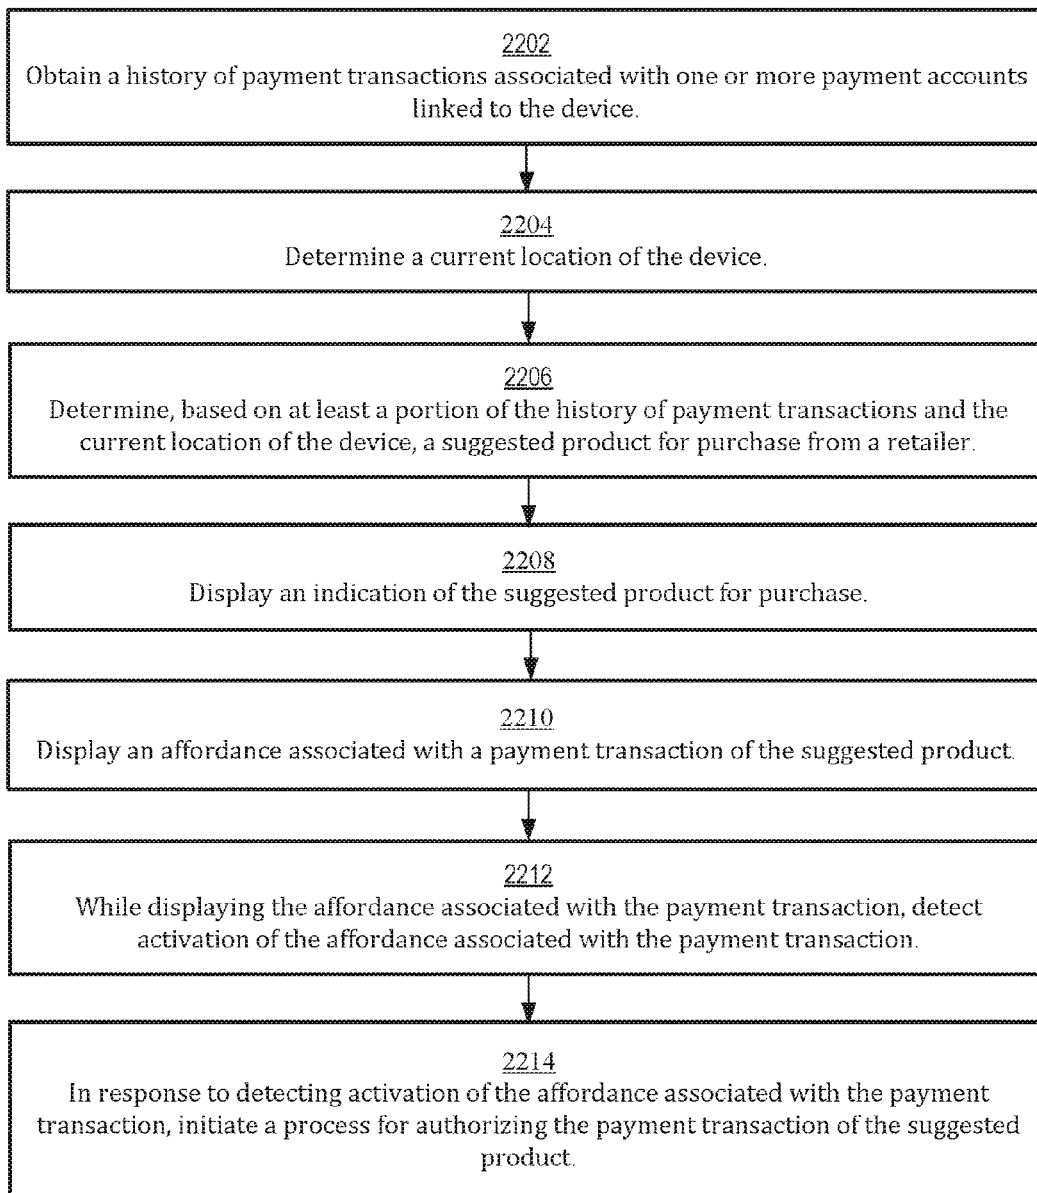 2202
Obtain a history of payment transactions associated with one or more payment accounts
linked to the device.
2204
Determine a current location of the device.
2206
Determine, based on at least a portion of the history of payment transactions and the
current location of the device, a suggested product for purchase from a retailer.
2208
Display an indication of the suggested product for purchase.
2210
Display an affordance associated with a payment transaction of the suggested product.
2212
While displaying the affordance associated with the payment transaction, detect
activation of the affordance associated with the payment transaction.
2214
In response to detecting activation of the affordance associated with the payment
transaction, initiate a process for authorizing the payment transaction of the suggested
product.